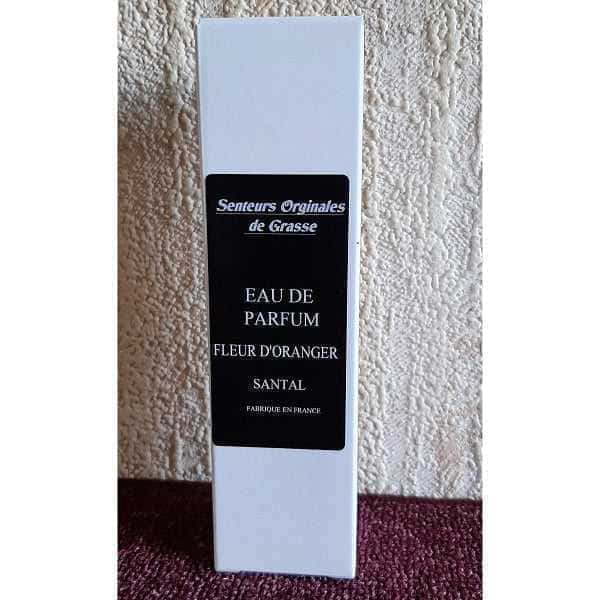 Senteurs Orginales
de Grasse
EAU DE
PARFUM
FLEUR D'ORANGER
SANTAL
FABRIQUE EN FRANCE